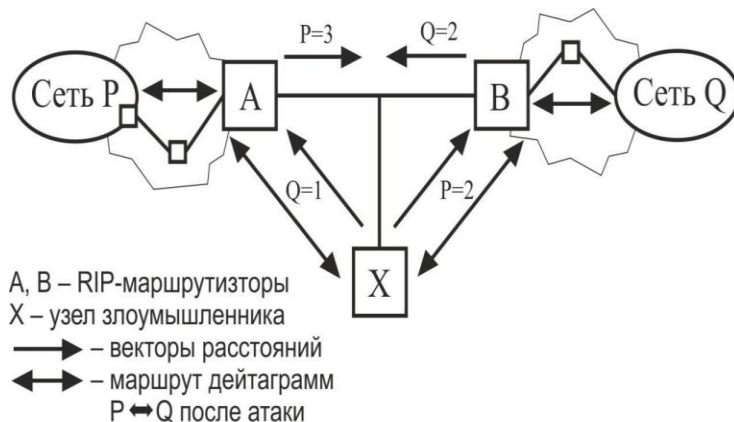 P=3
Q=2
Сеть P
A
B
Сеть Q
Q=1
P=2
X
A, B – RIP-маршрутизторы
X – узел злоумышленника
– векторы расстояний
– маршрут дейтаграмм
P ⬌ Q после атаки